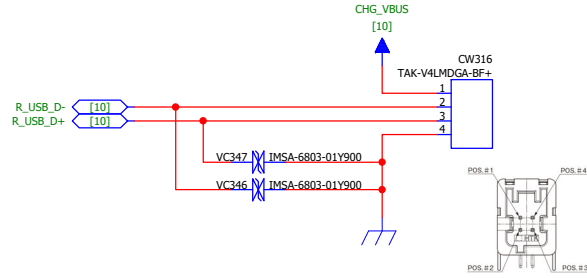 CHG_VBUS
[10]
CW316
TAK-V4LMDGA-BF+
1
R_USB_D- [10] 2
R_USB_D+ [10] 3
4
VC347 IMSA-6803-01Y900
VC346 IMSA-6803-01Y900
POS.#1 POS.#4
HTK
POS.#2 POS.#3